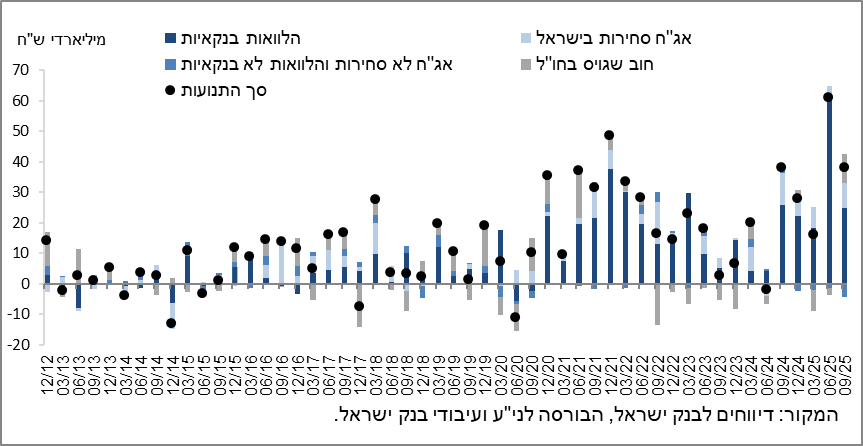 מיליארדי ש"ח
הלוואות בנקאיות
אג"ח סחירות בישראל
אג"ח לא סחירות והלוואות לא בנקאיות
חוב שגויס בחו"ל
סך התנועות
70
60
50
40
30
20
10
0
-10
-20
12/12 03/13 06/13 09/13 12/13 03/14 06/14 09/14 12/14 03/15 06/15 09/15 12/15 03/16 06/16 09/16 12/16 03/17 06/17 09/17 12/17 03/18 06/18 09/18 12/18 03/19 06/19 09/19 12/19 03/20 06/20 09/20 12/20 03/21 06/21 09/21 12/21 03/22 06/22 09/22 12/22 03/23 06/23 09/23 12/23 03/24 06/24 09/24 12/24 03/25 06/25 09/25
המקור: דיווחים לבנק ישראל, הבורסה לני"ע ועיבודי בנק ישראל.